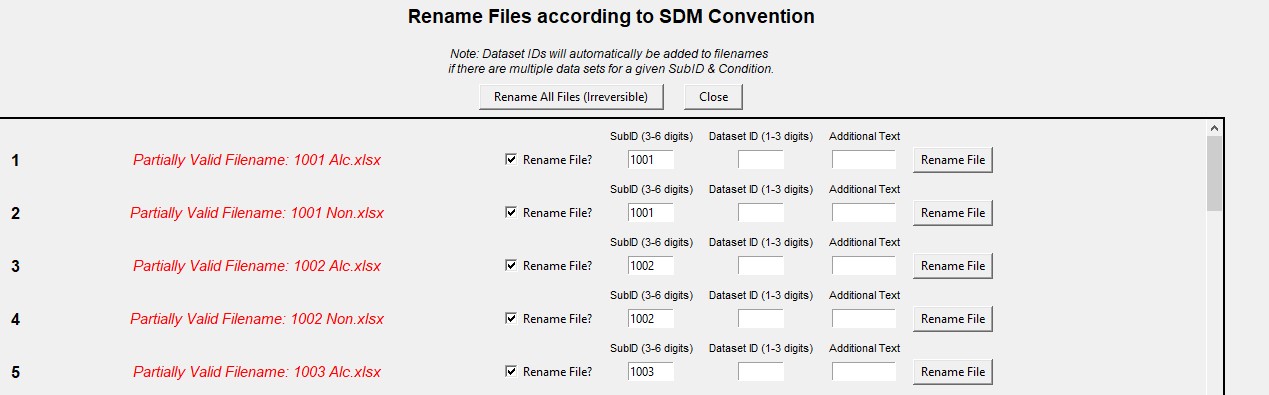 Rename Files according to SDM Convention
Note: Dataset IDs will automatically be added to filenames
if there are multiple data sets for a given SubID & Condition.
Rename All Files (Irreversible) Close
SubID (3-6 digits) Dataset ID (1-3 digits) Additional Text
1 Partially Valid Filename: 1001 Alc.xlsx Rename File? 1001 Rename File
SubID (3-6 digits) Dataset ID (1-3 digits) Additional Text
2 Partially Valid Filename: 1001 Non.xlsx Rename File? 1001 Rename File
SubID (3-6 digits) Dataset ID (1-3 digits) Additional Text
3 Partially Valid Filename: 1002 Alc.xlsx Rename File? 1002 Rename File
SubID (3-6 digits) Dataset ID (1-3 digits) Additional Text
4 Partially Valid Filename: 1002 Non.xlsx Rename File? 1002 Rename File
SubID (3-6 digits) Dataset ID (1-3 digits) Additional Text
5 Partially Valid Filename: 1003 Alc.xlsx Rename File? 1003 Rename File